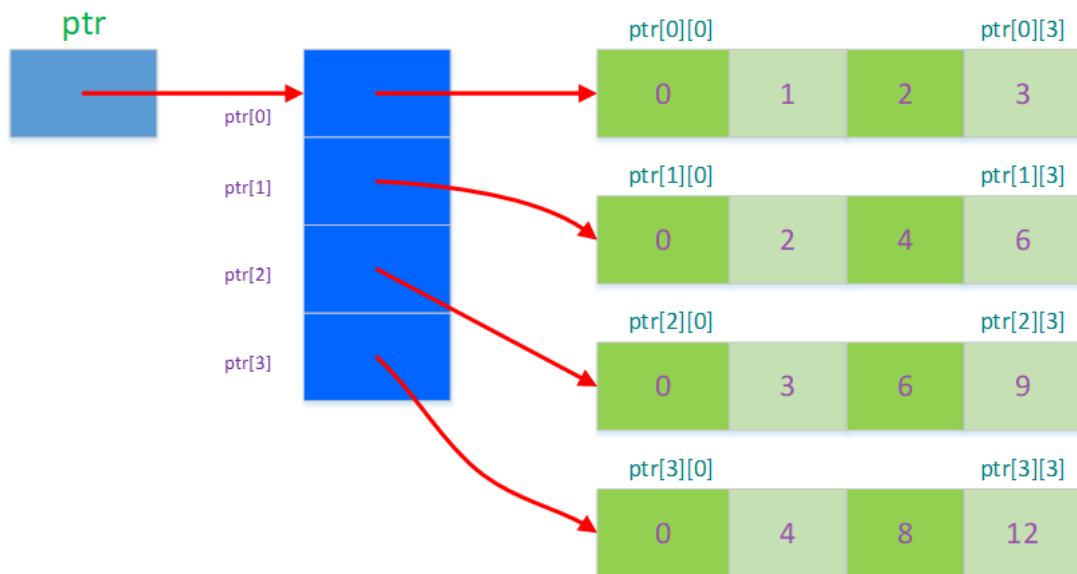 ptr
ptr[0][0] ptr[0][3]
0 1 2 3
ptr[0]
ptr[1][0] ptr[1][3]
ptr[1]
0 2 4 6
ptr[2]
ptr[2][0] ptr[2][3]
ptr[3]
0 3 6 9
ptr[3][0] ptr[3][3]
0 4 8 12